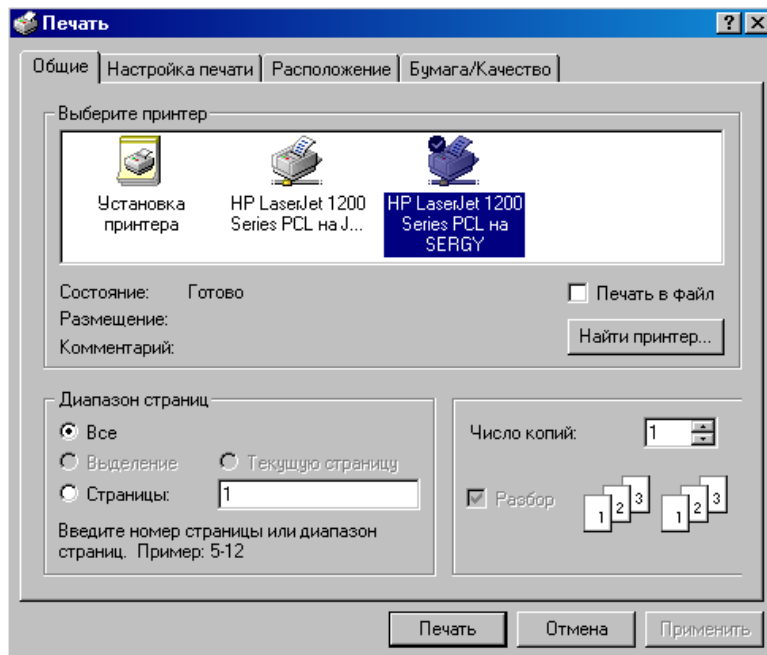 Печать
Общие Настройка печати Расположение Бумага/Качество
Выберите принтер
Установка принтера
HP LaserJet 1200 Series PCL на J...
HP LaserJet 1200 Series PCL на SERGY
Состояние: Готово
Печать в файл
Размещение:
Комментарий:
Найти принтер...
Диапазон страниц
Все
Выделение Текущую страницу
Страницы: 1
Введите номер страницы или диапазон
страниц. Пример: 5-12
Число копий: 1
Разбор
1 2 3 1 2 3
Печать Отмена Применить